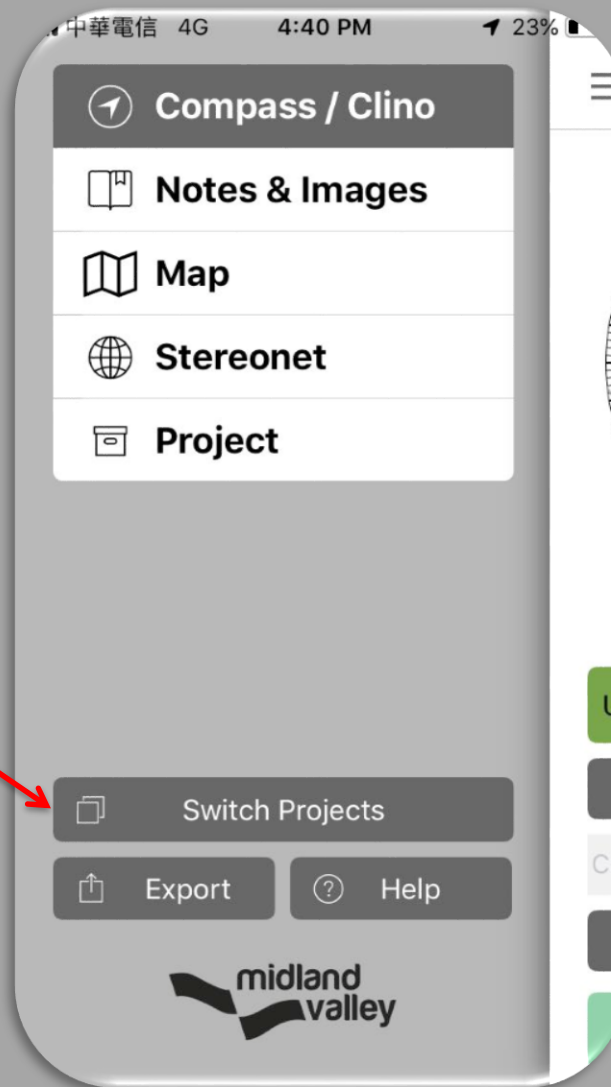 中華電信 4G 4:40 PM 23%
Compass / Clino
Notes & Images
Map
Stereonet
Project
U
Switch Projects
C
Export
Help
midland
valley